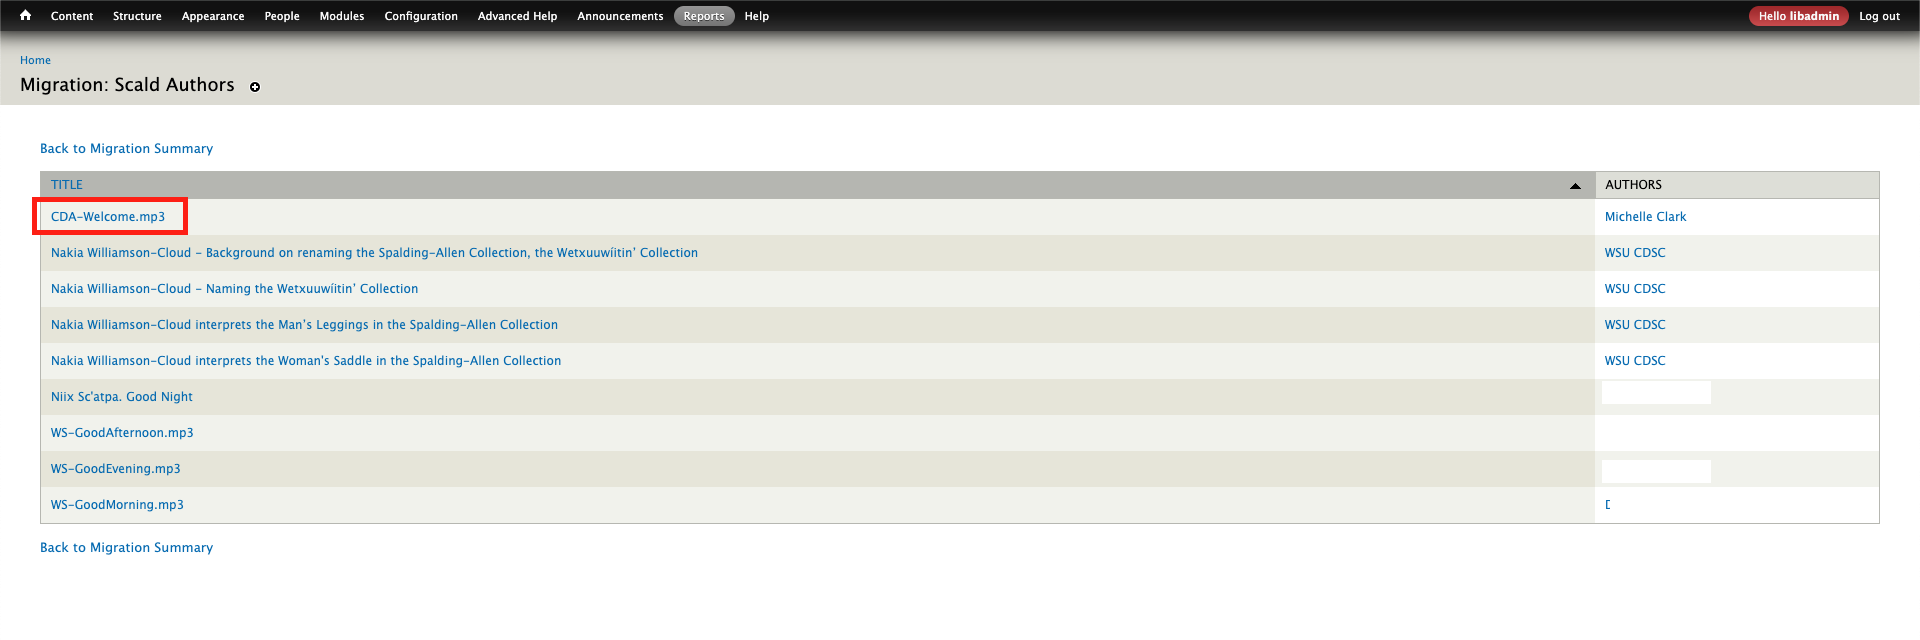 Content Structure Appearance People Modules Configuration Advanced Help Announcements Reports Help Hello libadmin Log out
Home
Migration: Scald Authors
Back to Migration Summary
TITLE AUTHORS
CDA-Welcome.mp3 Michelle Clark
Nakia Williamson-Cloud - Background on renaming the Spalding-Allen Collection, the Wetxuuwíitin’ Collection WSU CDSC
Nakia Williamson-Cloud - Naming the Wetxuuwíitin’ Collection WSU CDSC
Nakia Williamson-Cloud interprets the Man’s Leggings in the Spalding-Allen Collection WSU CDSC
Nakia Williamson-Cloud interprets the Woman's Saddle in the Spalding-Allen Collection WSU CDSC
Niix Sc'atpa. Good Night
WS-GoodAfternoon.mp3
WS-GoodEvening.mp3
WS-GoodMorning.mp3
Back to Migration Summary